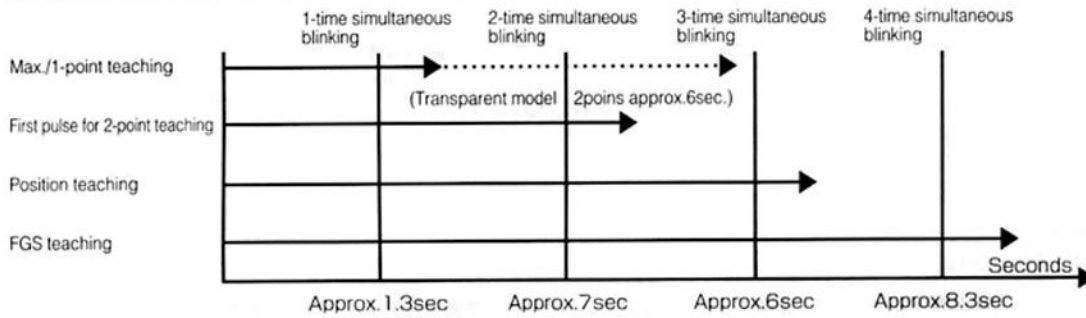 1-time simultaneous blinking
2-time simultaneous blinking
3-time simultaneous blinking
4-time simultaneous blinking
Max./1-point teaching
(Transparent model 2poins approx.6sec.)
First pulse for 2-point teaching
Position teaching
FGS teaching
Seconds
Approx.1.3sec
Approx.7sec
Approx.6sec
Approx.8.3sec